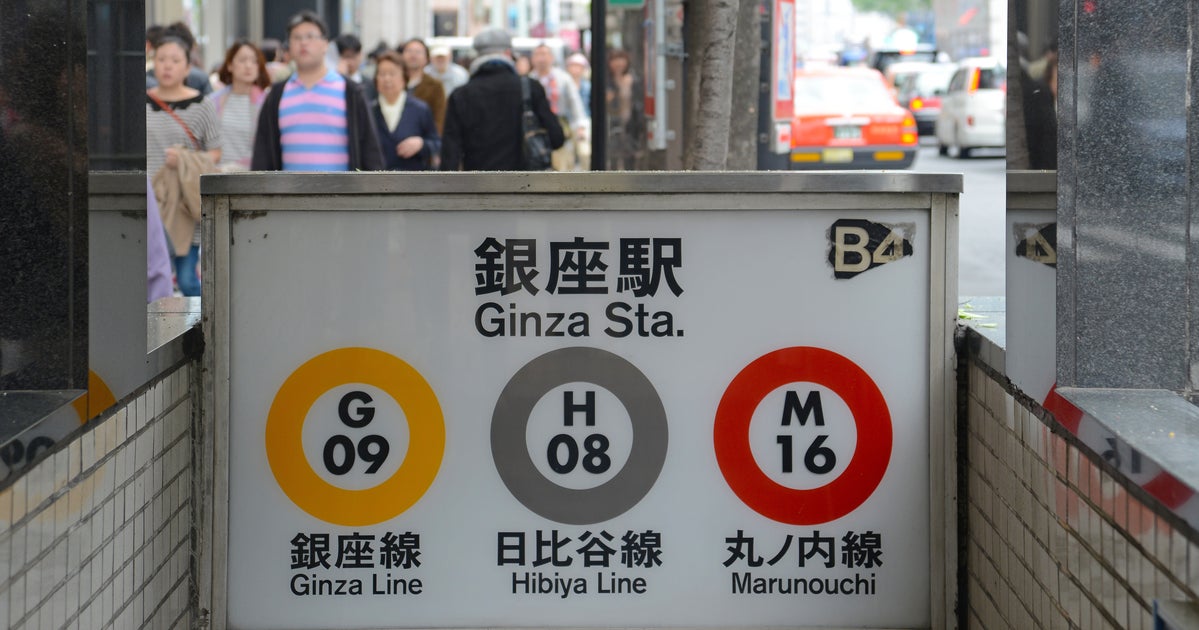 B4
銀座駅
Ginza Sta.
G
09
銀座線
Ginza Line
H
08
日比谷線
Hibiya Line
M
16
丸ノ内線
Marunouchi